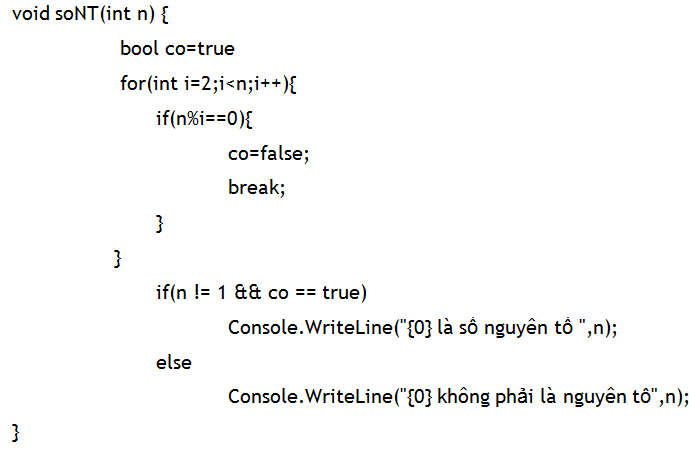 void soNT(int n) {
bool co=true
for(int i=2;i<n;i++){
if(n%i==0){
co=false;
break;
}
}
if(n != 1 && co == true)
Console.WriteLine("{0} là số nguyên tố ",n);
else
Console.WriteLine("{0} không phải là nguyên tố",n);
}